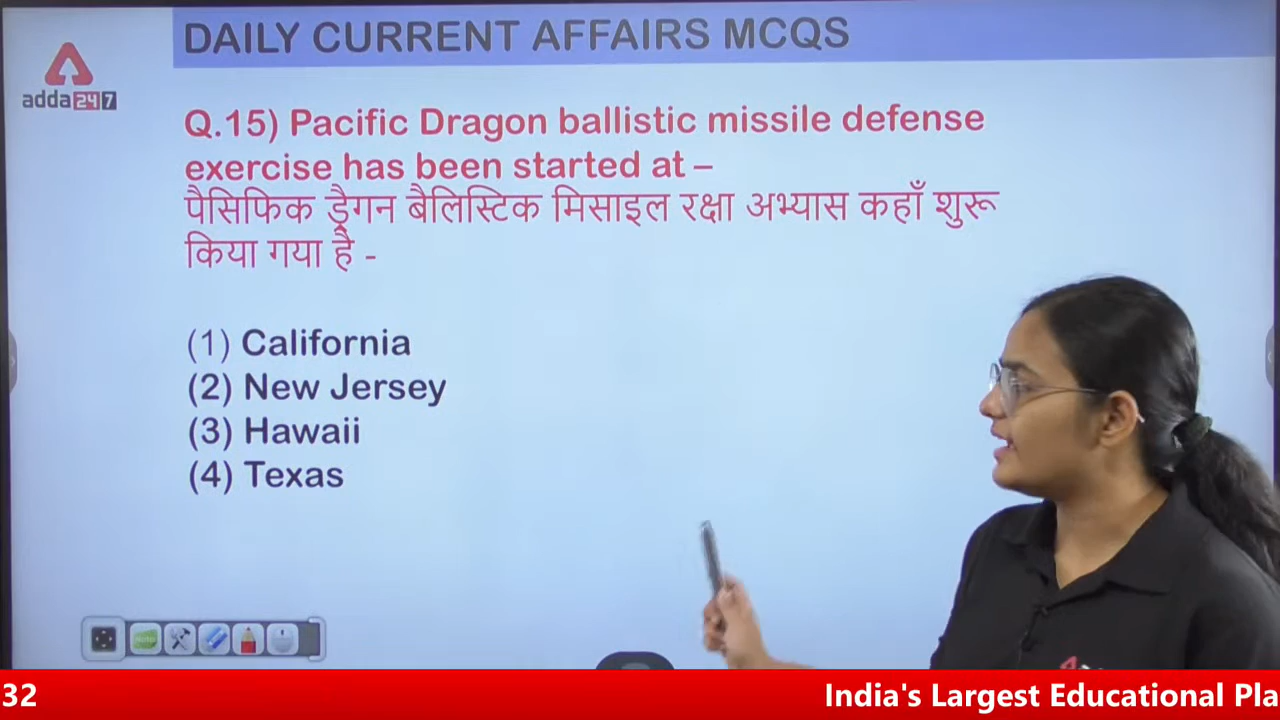 DAILY CURRENT AFFAIRS MCQS
adda247
Q.15) Pacific Dragon ballistic missile defense
exercise has been started at –
पैसिफिक ड्रैगन बैलिस्टिक मिसाइल रक्षा अभ्यास कहाँ शुरू
किया गया है -
(1) California
(2) New Jersey
(3) Hawaii
(4) Texas
32
India's Largest Educational Pla